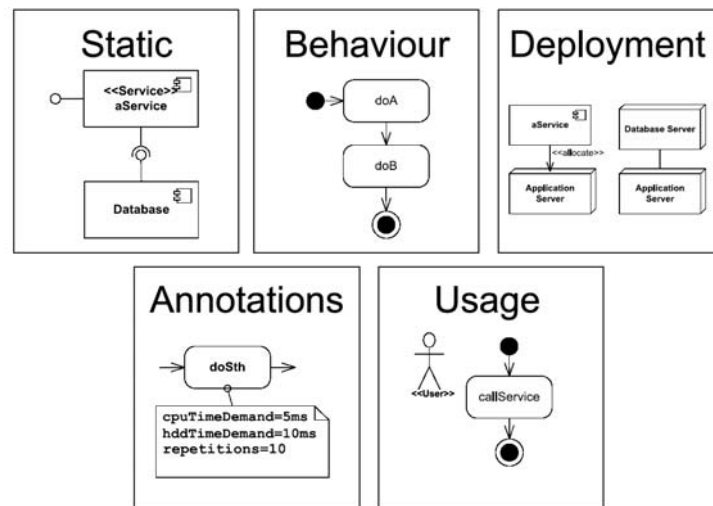 Static
<<Service>>
aService
Database
Behaviour
doA
doB
Deployment
aService
<<allocate>>
Application
Server
Database Server
Application
Server
Annotations
doSth
cpuTimeDemand=5ms
hddTimeDemand=10ms
repetitions=10
Usage
<<User>>
callService